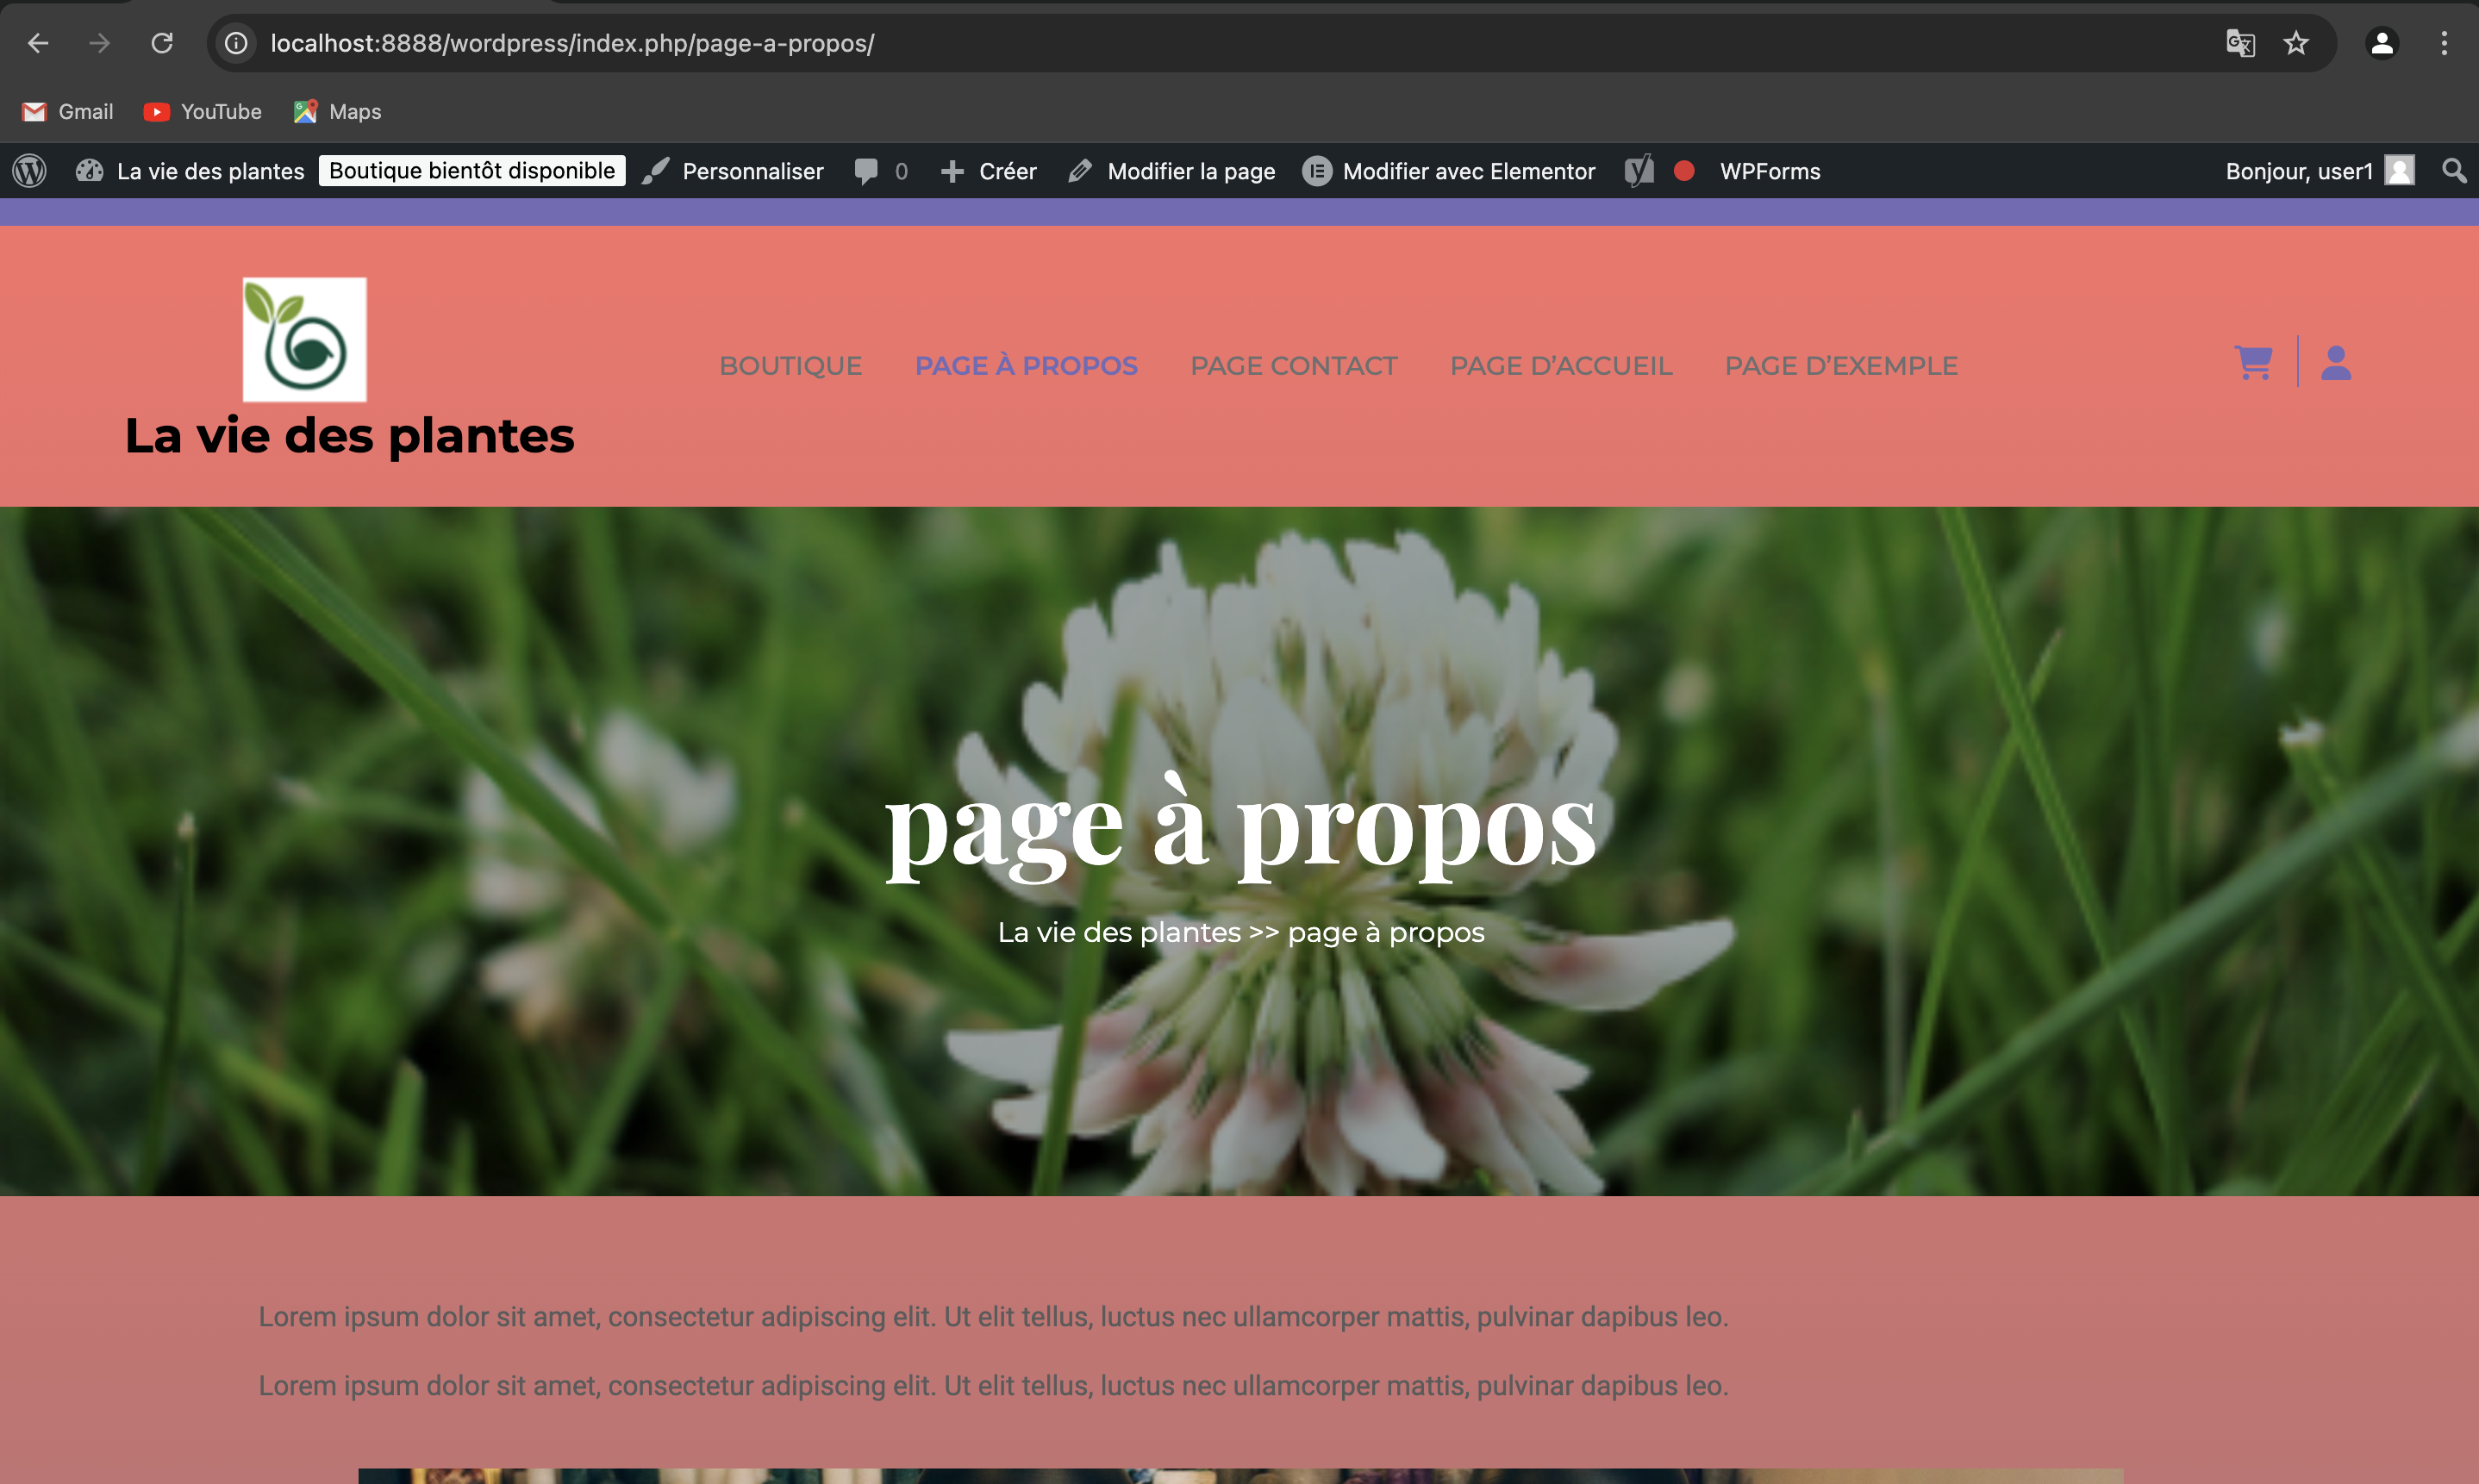 localhost:8888/wordpress/index.php/page-a-propos/
Gmail YouTube Maps
La vie des plantes Boutique bientôt disponible Personnaliser 0 Créer Modifier la page Modifier avec Elementor WPForms Bonjour, user1
BOUTIQUE PAGE À PROPOS PAGE CONTACT PAGE D’ACCUEIL PAGE D’EXEMPLE
La vie des plantes
page à propos
La vie des plantes >> page à propos
Lorem ipsum dolor sit amet, consectetur adipiscing elit. Ut elit tellus, luctus nec ullamcorper mattis, pulvinar dapibus leo.
Lorem ipsum dolor sit amet, consectetur adipiscing elit. Ut elit tellus, luctus nec ullamcorper mattis, pulvinar dapibus leo.